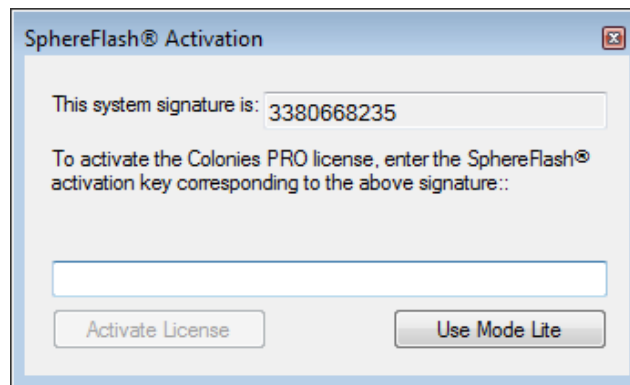 SphereFlash® Activation
This system signature is: 3380668235
To activate the Colonies PRO license, enter the SphereFlash®
activation key corresponding to the above signature::
Activate License Use Mode Lite